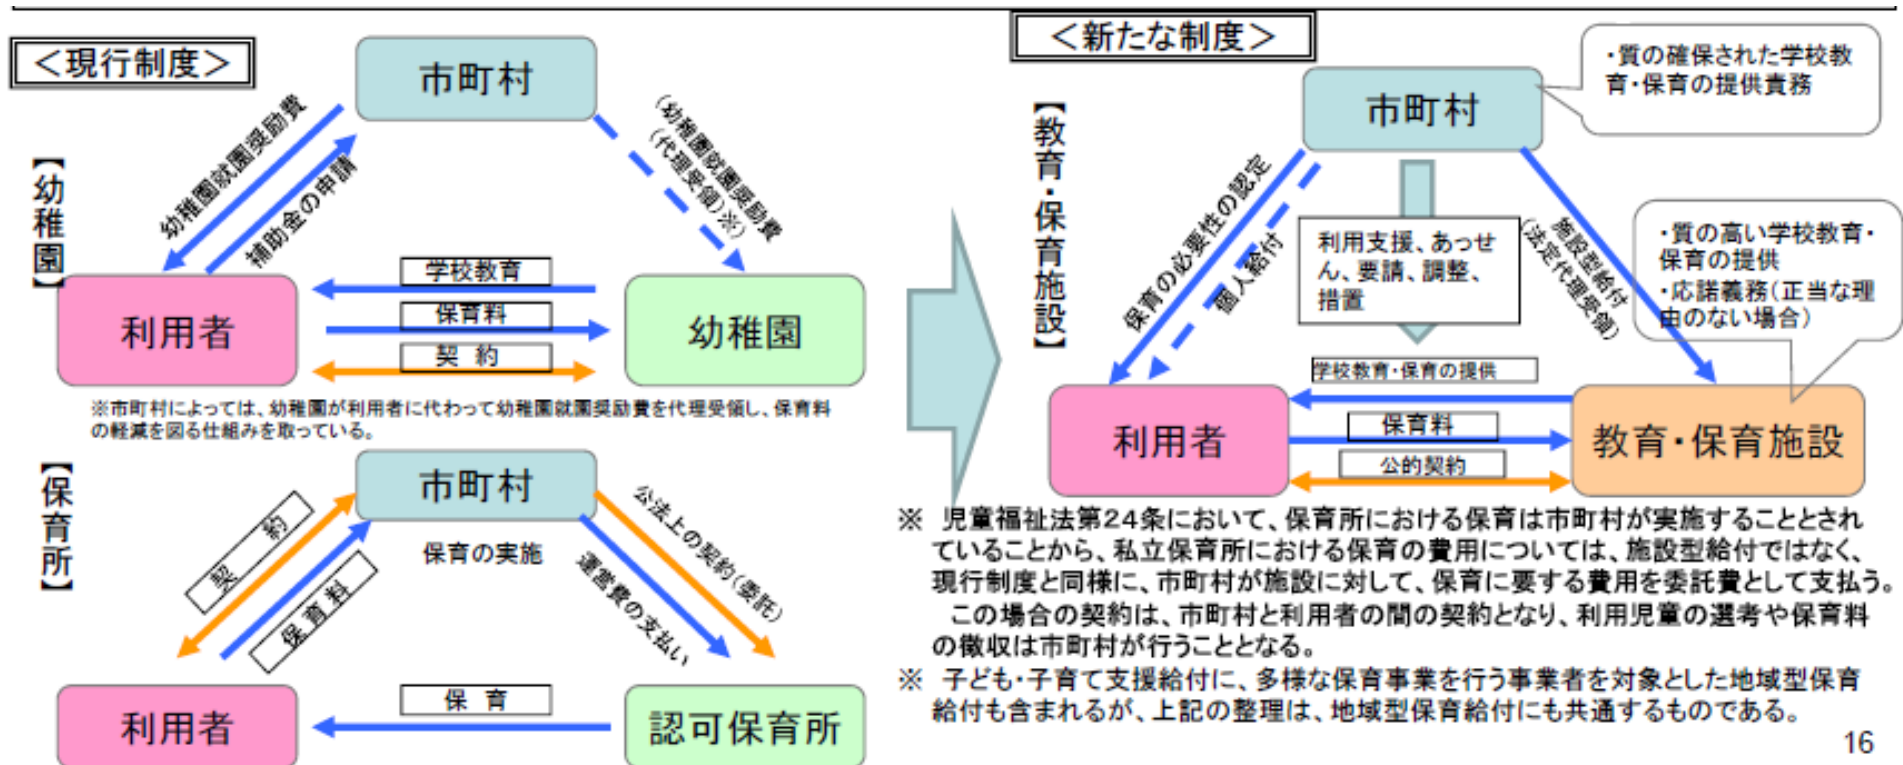 ＜現行制度＞
【幼稚園】
市町村
幼稚園就園奨励費
補助金の申請
(幼稚園就園奨励費
(代理受領)※)
利用者
学校教育
保育料
契 約
幼稚園
※市町村によっては、幼稚園が利用者に代わって幼稚園就園奨励費を代理受領し、保育料
の軽減を図る仕組みを取っている。
【保育所】
市町村
契 約
保 育 料
保育の実施
公法上の契約(委託)
運営費の支払い
利用者
保 育
認可保育所
＜新たな制度＞
【教育・保育施設】
市町村
・質の確保された学校教
育・保育の提供責務
保育の必要性の認定
個人給付
利用支援、あっせ
ん、要請、調整、
措置
施設型給付
(法定代理受領)
・質の高い学校教育・
保育の提供
・応諾義務(正当な理
由のない場合)
学校教育・保育の提供
利用者
保育料
公的契約
教育・保育施設
※ 児童福祉法第２４条において、保育所における保育は市町村が実施することとされ
ていることから、私立保育所における保育の費用については、施設型給付ではなく、
現行制度と同様に、市町村が施設に対して、保育に要する費用を委託費として支払う。
この場合の契約は、市町村と利用者の間の契約となり、利用児童の選考や保育料
の徴収は市町村が行うこととなる。
※ 子ども・子育て支援給付に、多様な保育事業を行う事業者を対象とした地域型保育
給付も含まれるが、上記の整理は、地域型保育給付にも共通するものである。
16